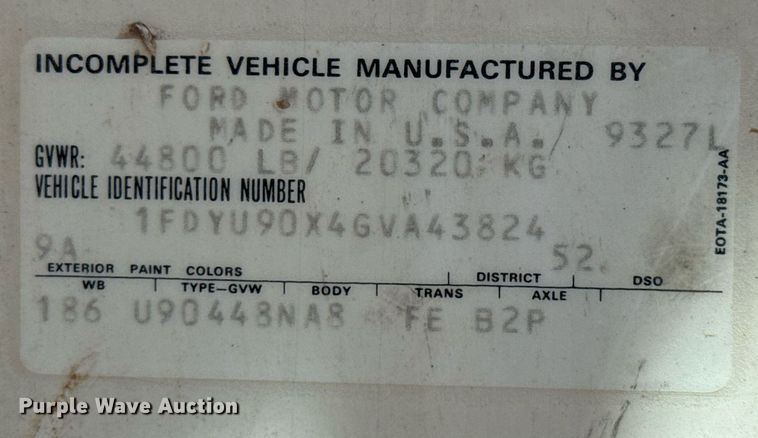 INCOMPLETE VEHICLE MANUFACTURED BY
FORD MOTOR COMPANY
MADE IN U.S.A. 9327L
GVWR: 44800 LB/ 20320 KG
VEHICLE IDENTIFICATION NUMBER
1FDYU90X4GVA43824
9A 52
EXTERIOR PAINT COLORS DISTRICT DSO
WB TYPE-GVW BODY TRANS AXLE
186 U90448NA8 FE B2P
EOTA-18173-AA
Purple Wave Auction